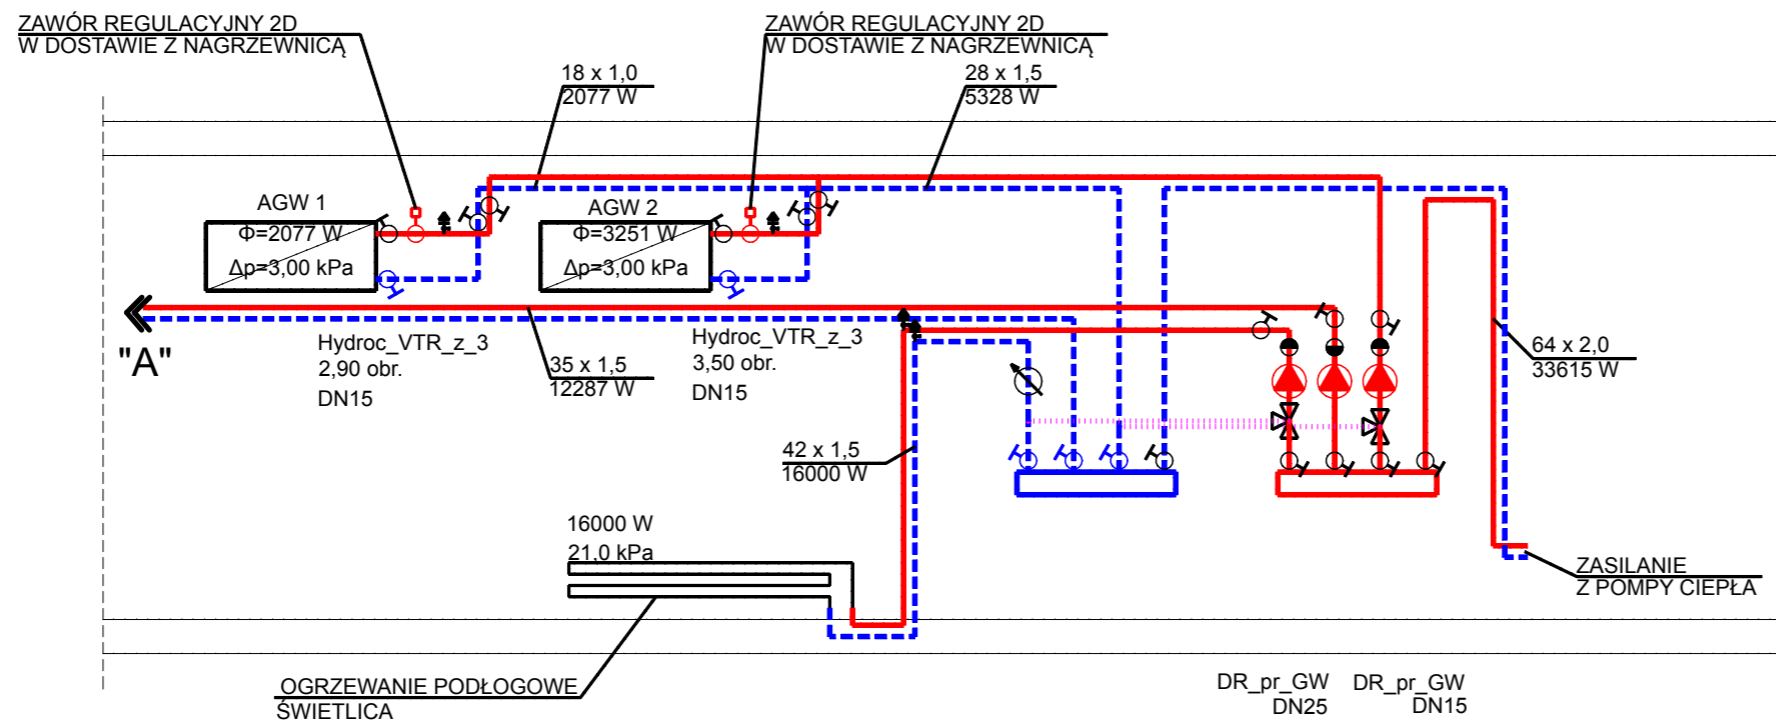 ZAWÓR REGULACYJNY 2D
W DOSTAWIE Z NAGRZEWNICĄ
ZAWÓR REGULACYJNY 2D
W DOSTAWIE Z NAGRZEWNICĄ
18 x 1,0
2077 W
28 x 1,5
5328 W
AGW 1
Φ=2077 W
Δp=3,00 kPa
AGW 2
Φ=3251 W
Δp=3,00 kPa
"A"
Hydroc_VTR_z_3
2,90 obr.
DN15
35 x 1,5
12287 W
Hydroc_VTR_z_3
3,50 obr.
DN15
64 x 2,0
33615 W
42 x 1,5
16000 W
16000 W
21,0 kPa
ZASILANIE
Z POMPY CIEPŁA
OGRZEWANIE PODŁOGOWE
ŚWIETLICA
DR_pr_GW
DN25
DR_pr_GW
DN15